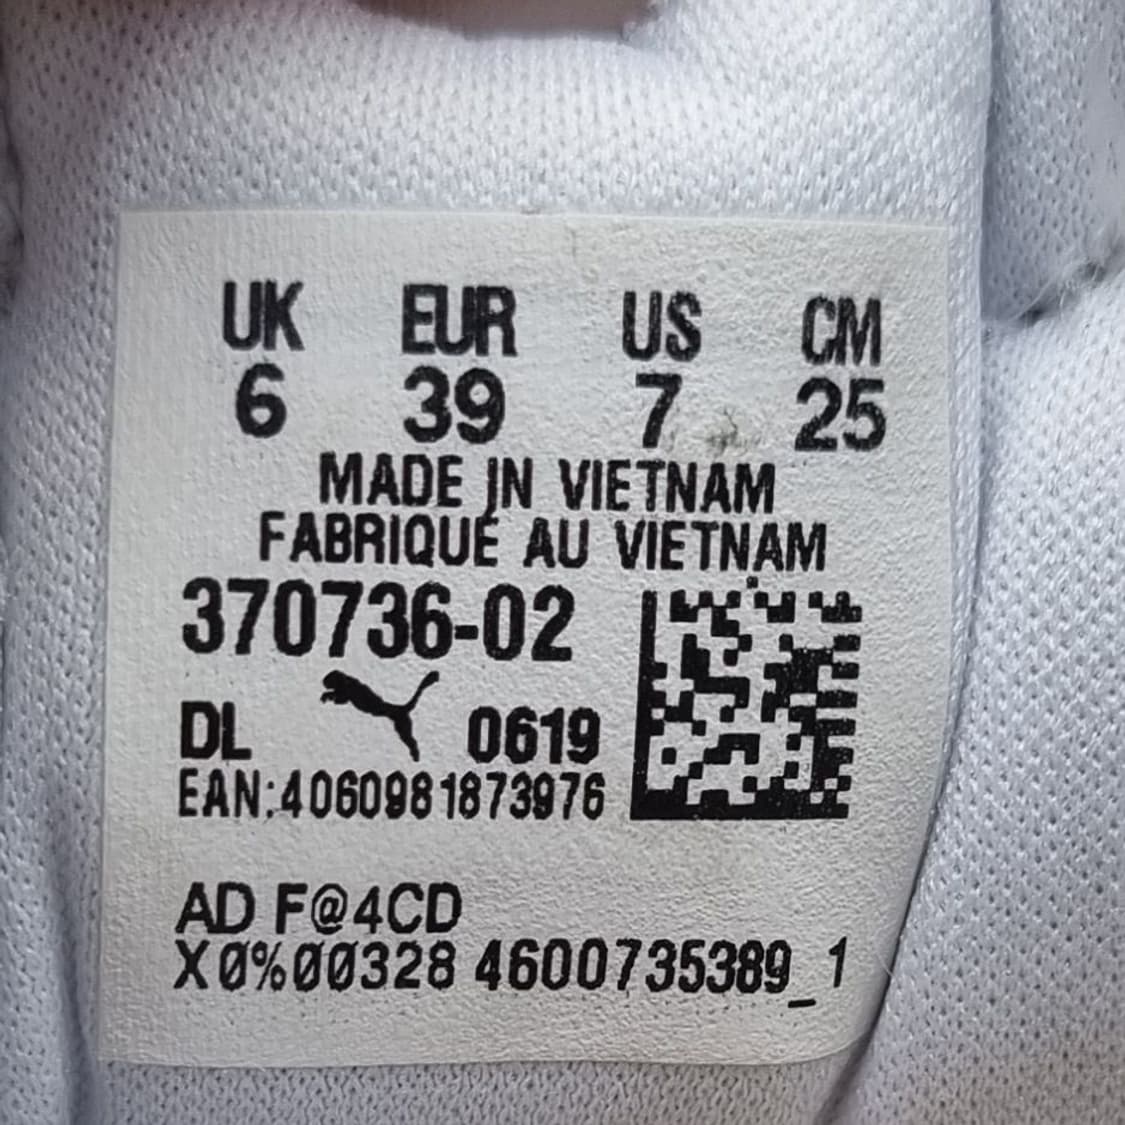 UK EUR US CM
6 39 7 25
MADE IN VIETNAM
FABRIQUÉ AU VIETNAM
370736-02
DL 0619
EAN:4060981873976
AD F@4CD
X0%00328 4600735389_1